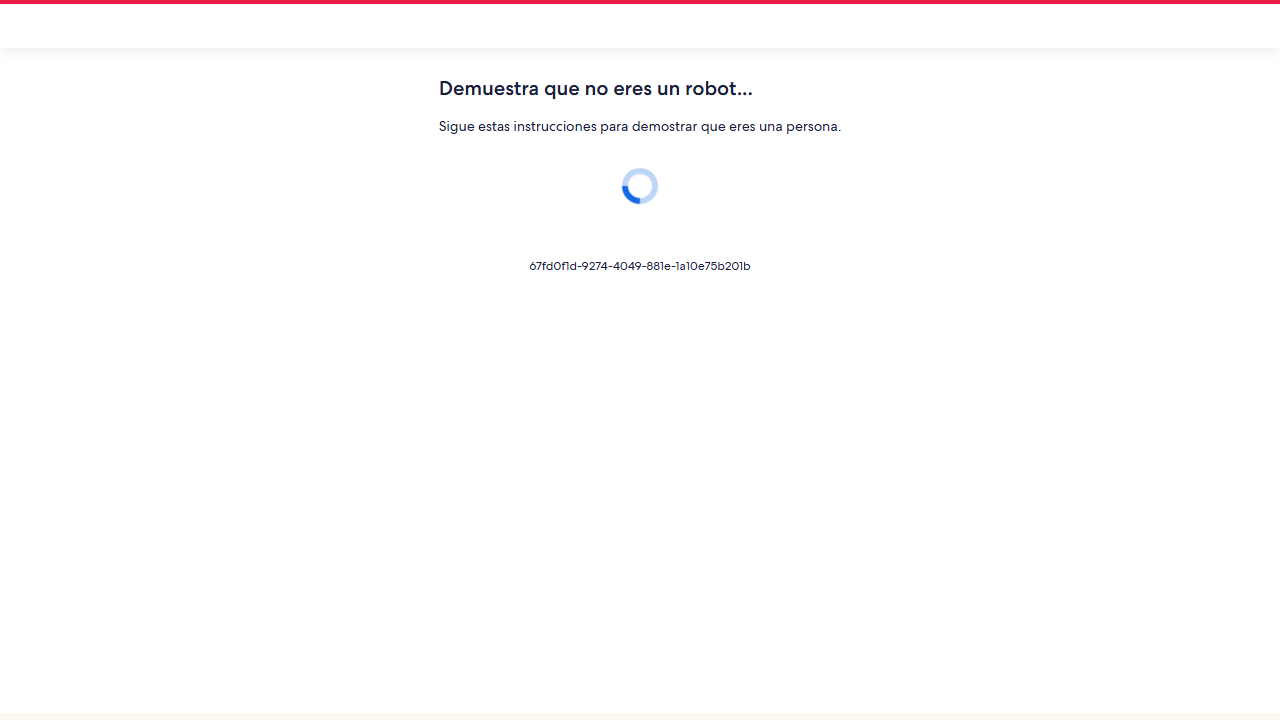 Demuestra que no eres un robot...
Sigue estas instrucciones para demostrar que eres una persona.
67fd0f1d-9274-4049-881e-1a10e75b201b